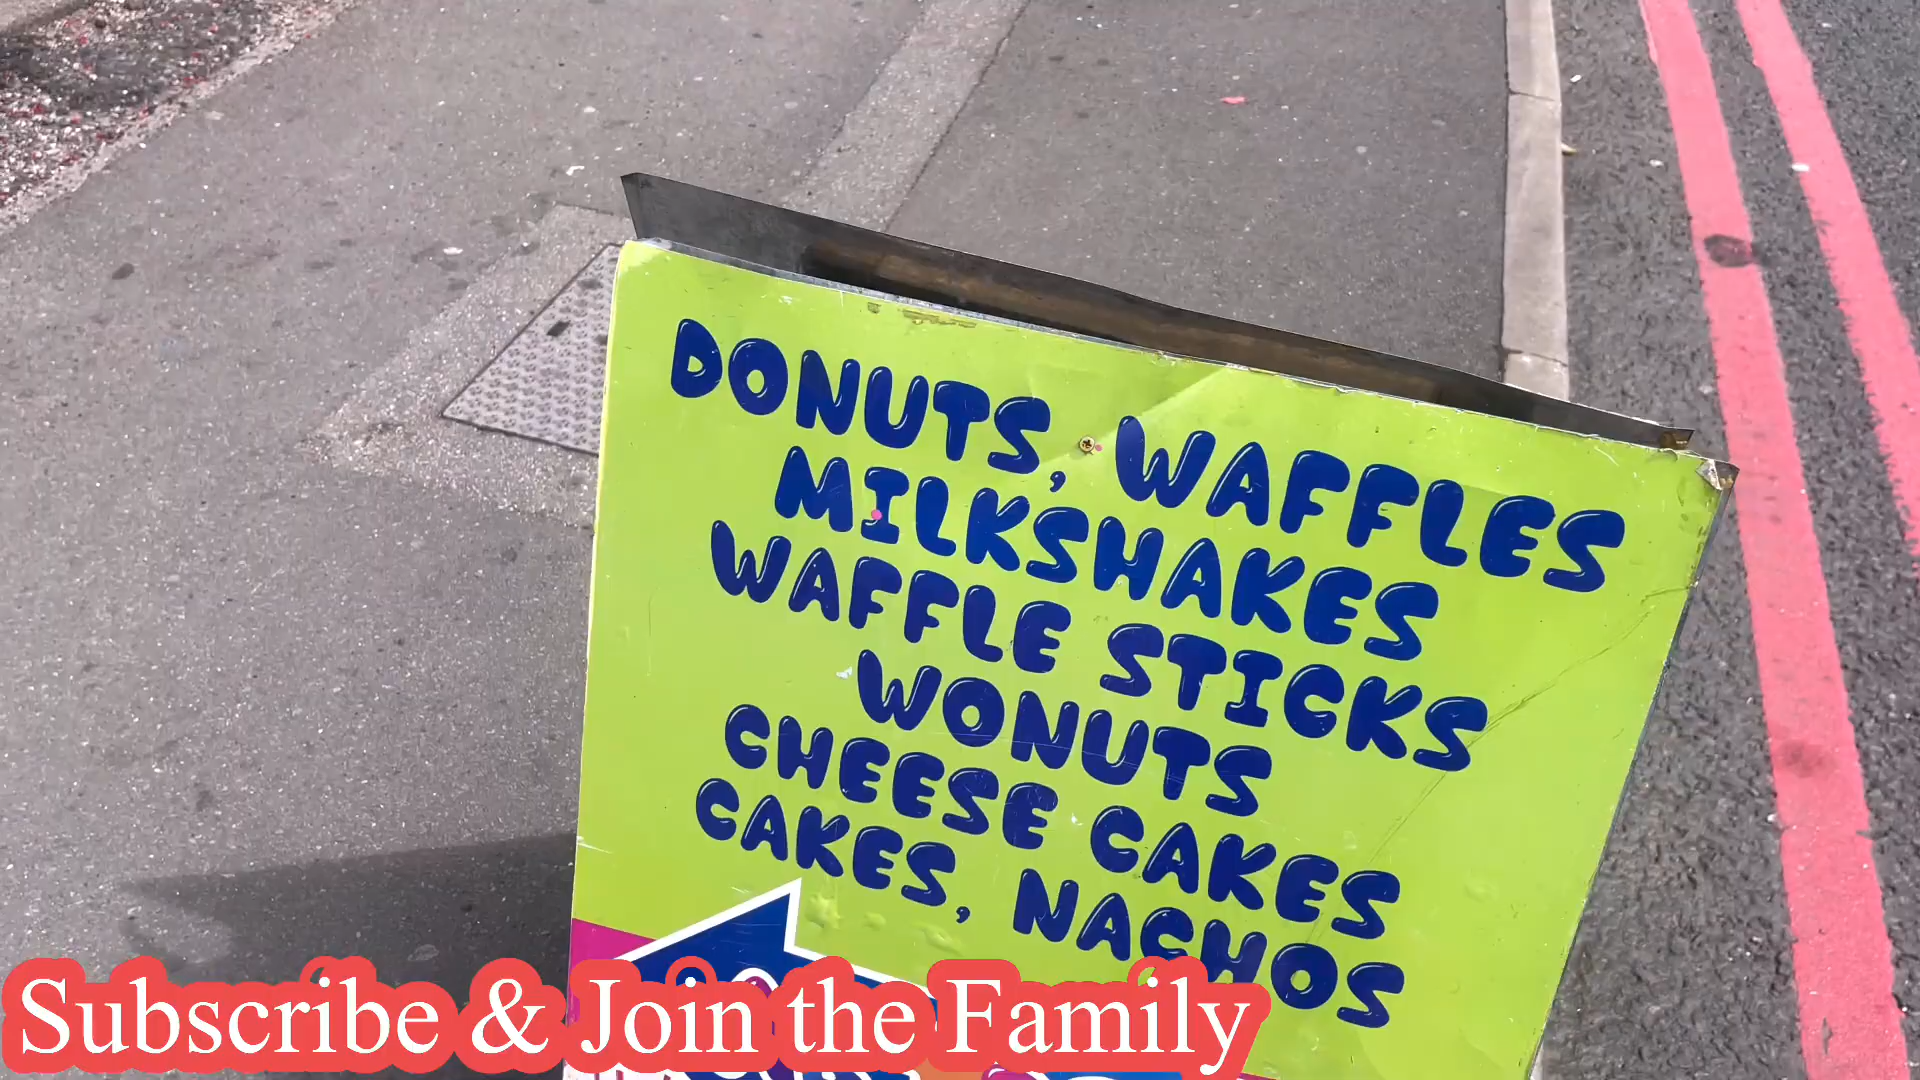 DONUTS, WAFFLES
MILKSHAKES
WAFFLE STICKS
WONUTS
CHEESE CAKES
CAKES, NACHOS
Subscribe & Join the Family